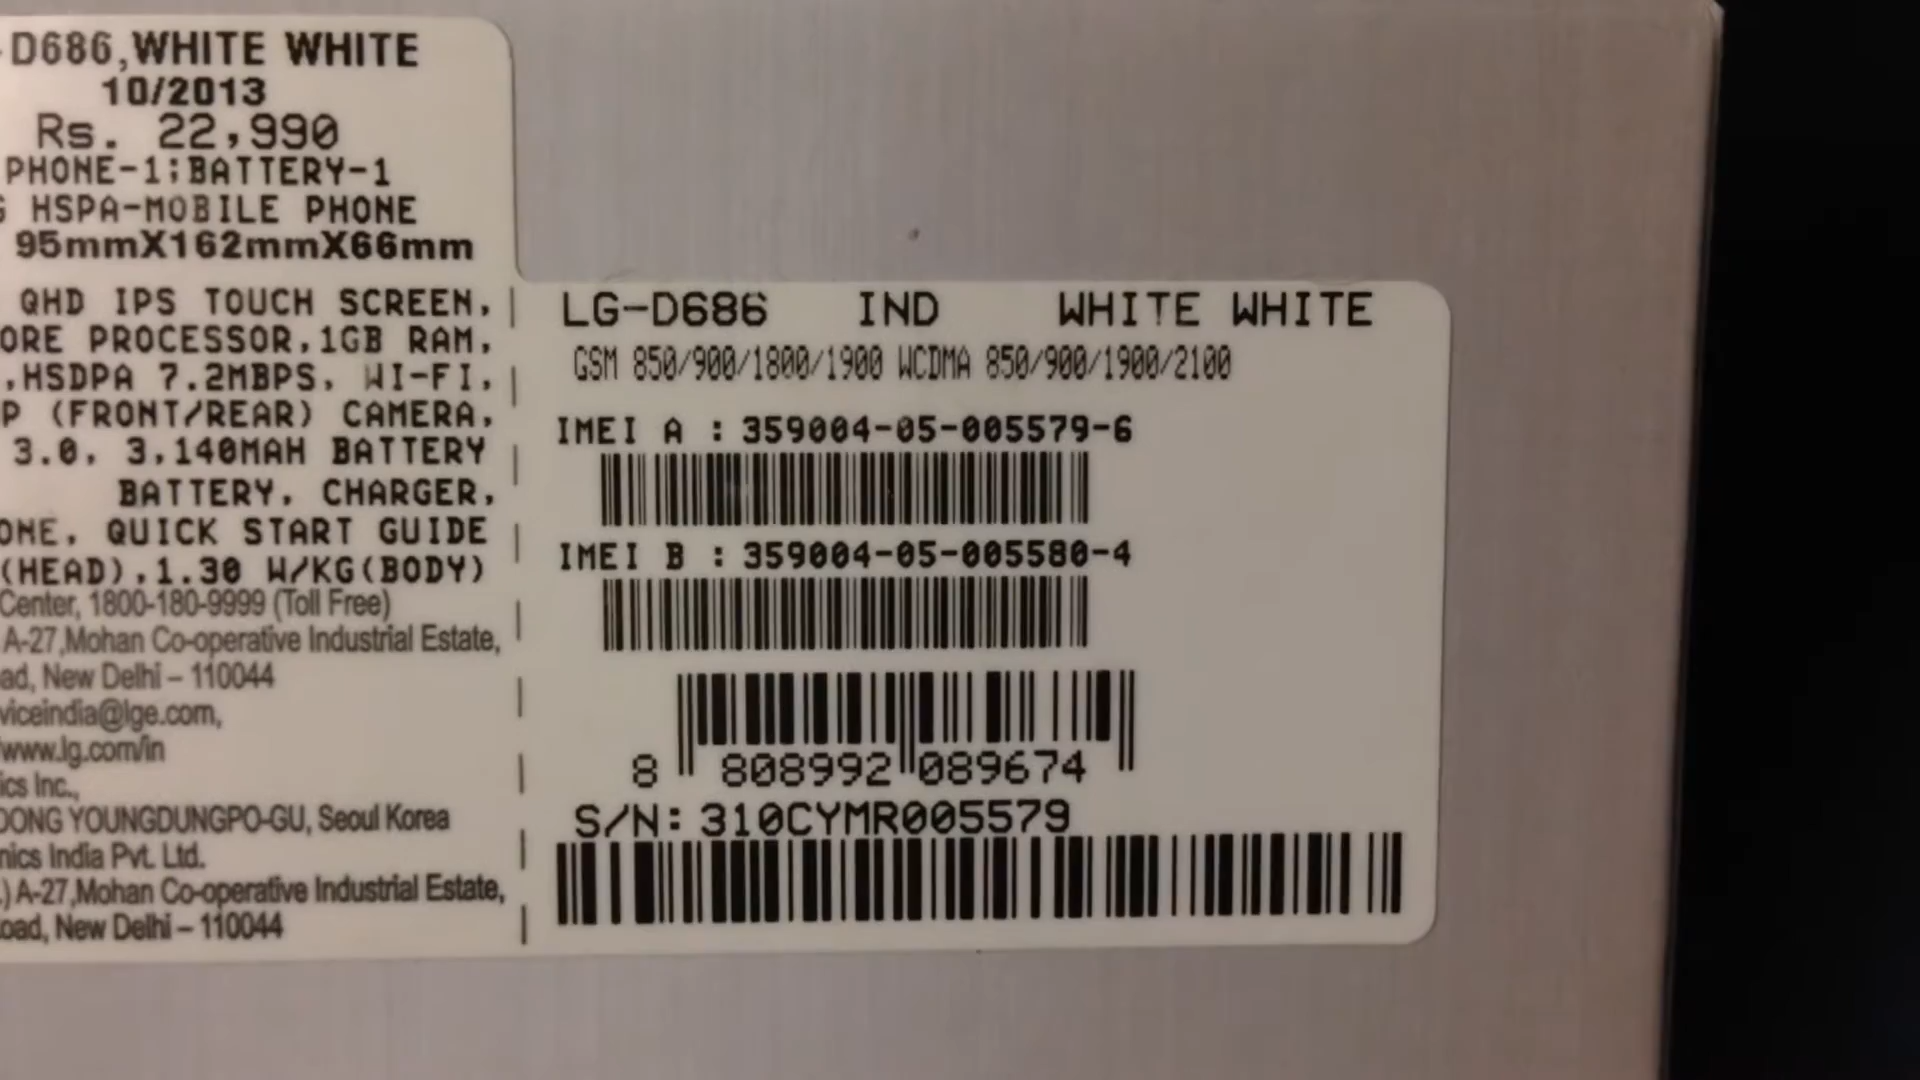 -D686,WHITE WHITE
10/2013
Rs. 22,990
PHONE-1;BATTERY-1
G HSPA-MOBILE PHONE
95mmX162mmX66mm
QHD IPS TOUCH SCREEN,
ORE PROCESSOR,1GB RAM,
,HSDPA 7.2MBPS, WI-FI,
P (FRONT/REAR) CAMERA,
3.0, 3,140MAH BATTERY
BATTERY, CHARGER,
ONE, QUICK START GUIDE
(HEAD),1.30 W/KG(BODY)
Center, 1800-180-9999 (Toll Free)
A-27,Mohan Co-operative Industrial Estate,
ad, New Delhi – 110044
viceindia@lge.com,
www.lg.com/in
ics Inc.,
DONG YOUNGDUNGPO-GU, Seoul Korea
nics India Pvt. Ltd.
.) A-27,Mohan Co-operative Industrial Estate,
oad, New Delhi – 110044
LG-D686 IND WHITE WHITE
GSM 850/900/1800/1900 WCDMA 850/900/1900/2100
IMEI A : 359004-05-005579-6
IMEI B : 359004-05-005580-4
8 808992 089674
S/N: 310CYMR005579